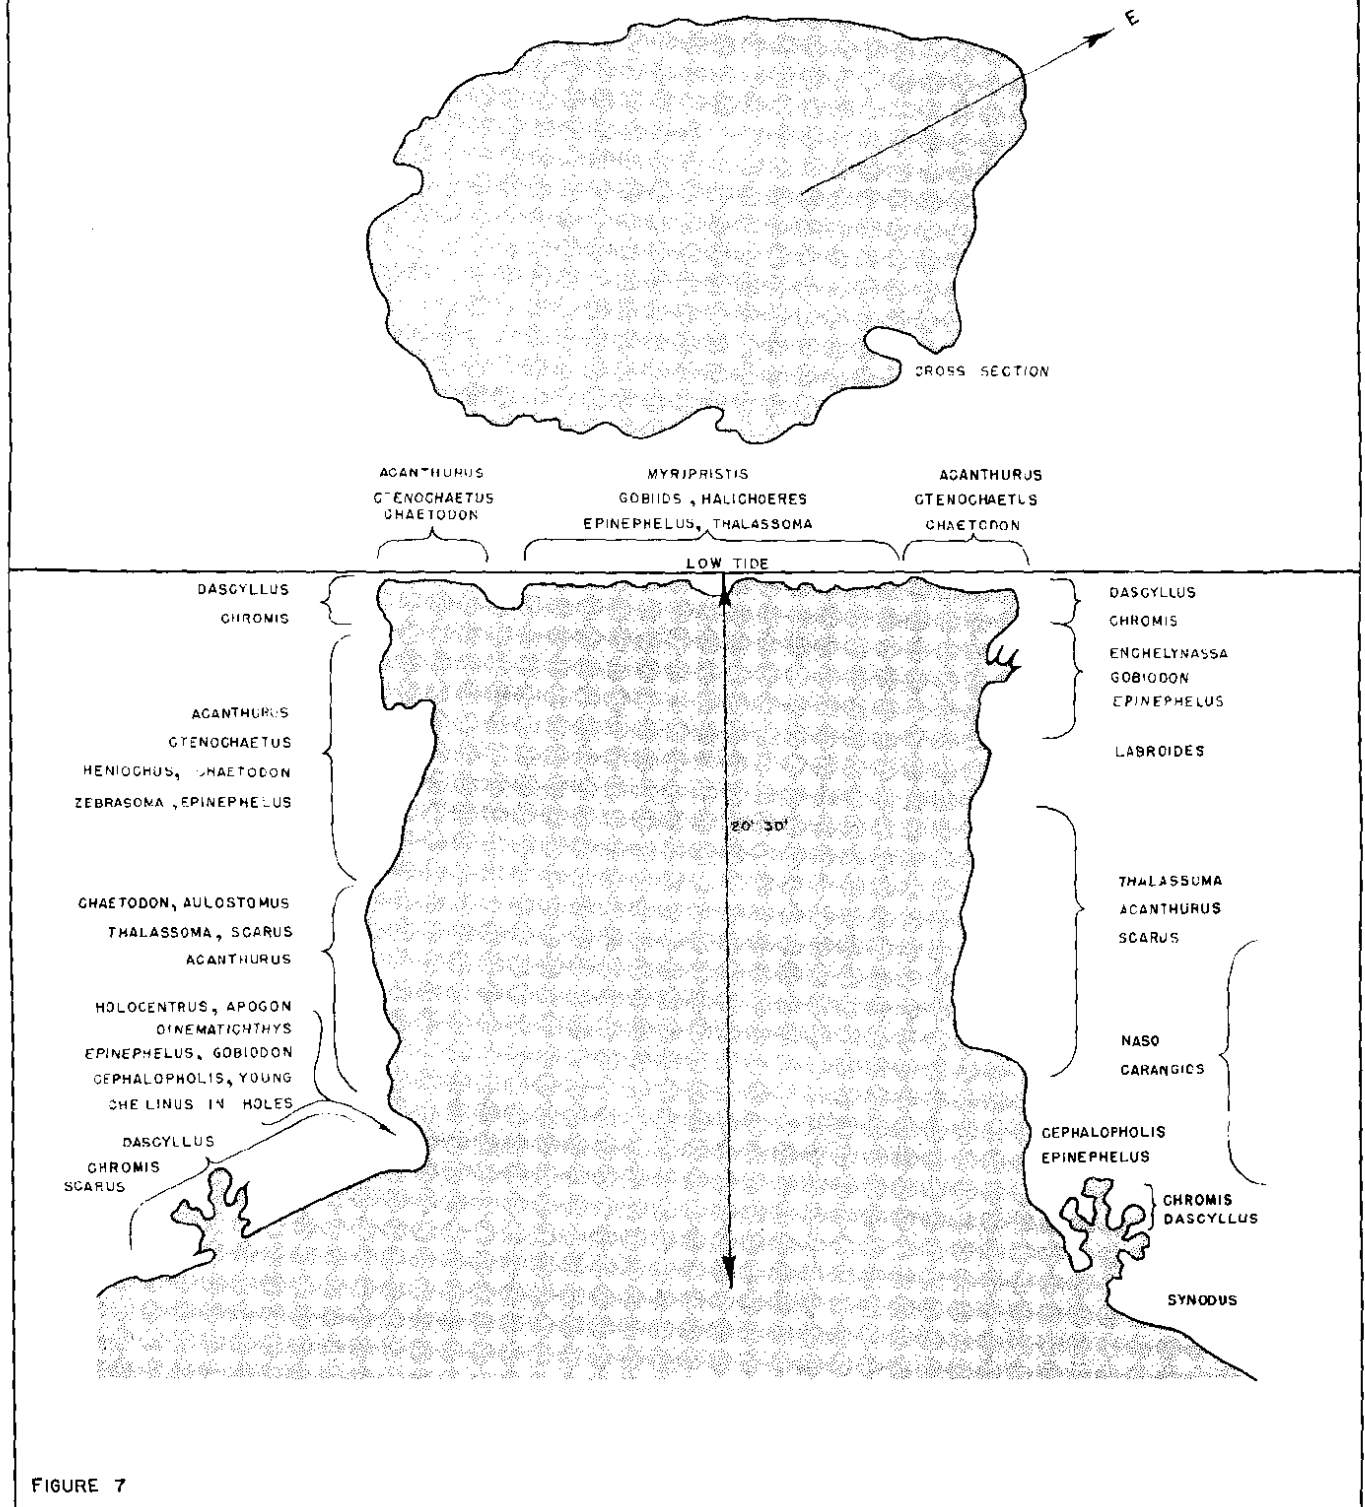 E
CROSS SECTION
ACANTHURUS
CTENOCHAETUS
CHAETODON
MYRIPRISTIS
GOBIIDS, HALICHOERES
EPINEPHELUS, THALASSOMA
ACANTHURUS
CTENOCHAETUS
CHAETODON
LOW TIDE
DASCYLLUS
CHROMIS
ACANTHURUS
CTENOCHAETUS
HENIOCHUS, CHAETODON
ZEBRASOMA, EPINEPHELUS
CHAETODON, AULOSTOMUS
THALASSOMA, SCARUS
ACANTHURUS
HOLOCENTRUS, APOGON
DINEMATICHTHYS
EPINEPHELUS, GOBIODON
CEPHALOPHOLIS, YOUNG
CHEILINUS IN HOLES
DASCYLLUS
CHROMIS
SCARUS
20' 30'
DASCYLLUS
CHROMIS
ENCHELYNASSA
GOBIODON
EPINEPHELUS
LABROIDES
THALASSOMA
ACANTHURUS
SCARUS
NASO
CARANGIDS
CEPHALOPHOLIS
EPINEPHELUS
CHROMIS
DASCYLLUS
SYNODUS
FIGURE 7